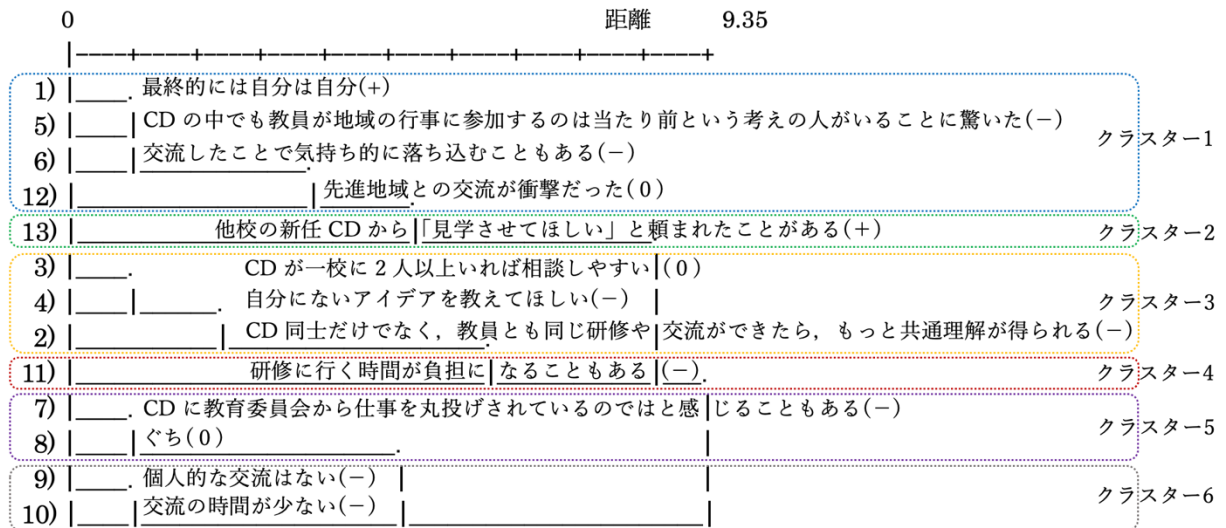 0 距離 9.35
1) 最終的には自分は自分(+)
5) CDの中でも教員が地域の行事に参加するのは当たり前という考えの人がいることに驚いた(−)
クラスター1
6) 交流したことで気持ち的に落ち込むこともある(−)
12) 先進地域との交流が衝撃だった(0)
13) 他校の新任CDから「見学させてほしい」と頼まれたことがある(+) クラスター2
3) CDが一校に2人以上いれば相談しやすい(0)
4) 自分にないアイデアを教えてほしい(−) クラスター3
2) CD同士だけでなく，教員とも同じ研修や交流ができたら，もっと共通理解が得られる(−)
11) 研修に行く時間が負担になることもある(−). クラスター4
7) CDに教育委員会から仕事を丸投げされているのではと感じることもある(−)
クラスター5
8) ぐち(0)
9) 個人的な交流はない(−)
クラスター6
10) 交流の時間が少ない(−)